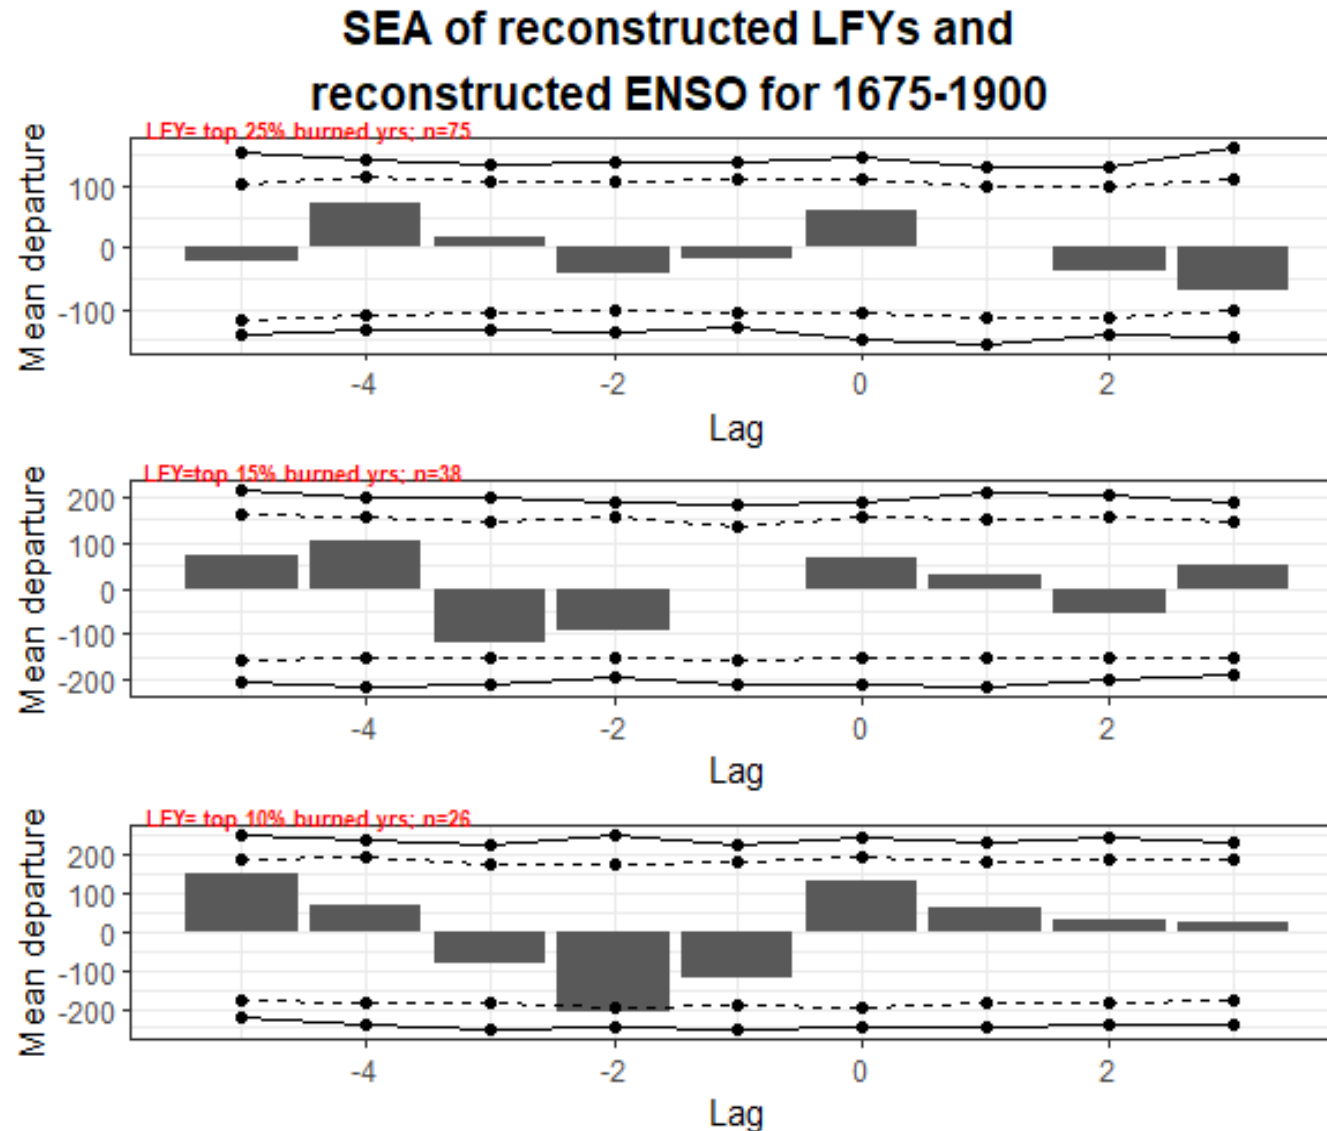 SEA of reconstructed LFYs and
reconstructed ENSO for 1675-1900
LFY= top 25% burned yrs; n=75
Mean departure
100
0
-100
-4
-2
0
2
Lag
LFY=top 15% burned yrs; n=38
Mean departure
200
100
0
-100
-200
-4
-2
0
2
Lag
LFY= top 10% burned yrs; n=26
Mean departure
200
100
0
-100
-200
-4
-2
0
2
Lag